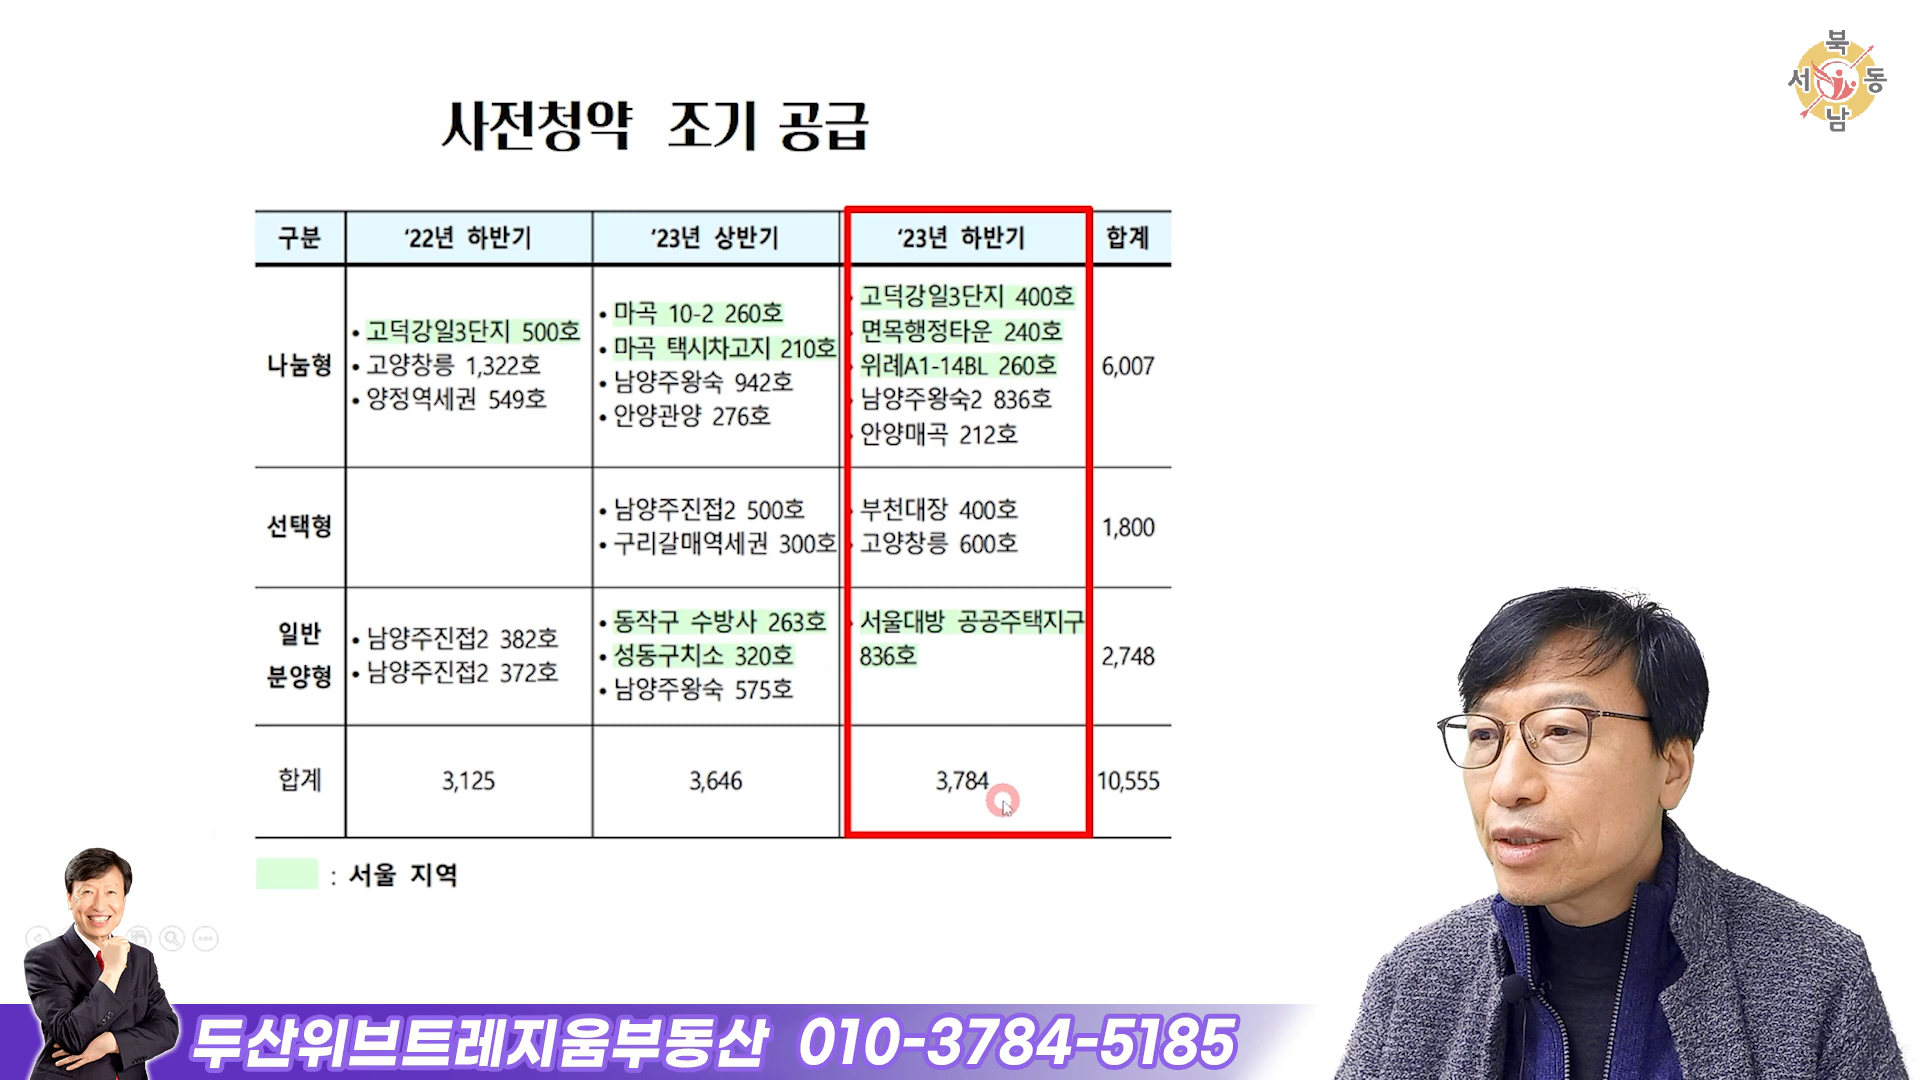 북
서 동
남
사전청약 조기 공급
구분 '22년 하반기 '23년 상반기 '23년 하반기 합계
나눔형
• 고덕강일3단지 500호
• 고양창릉 1,322호
• 양정역세권 549호
• 마곡 10-2 260호
• 마곡 택시차고지 210호
• 남양주왕숙 942호
• 안양관양 276호
고덕강일3단지 400호
면목행정타운 240호
위례A1-14BL 260호
남양주왕숙2 836호
안양매곡 212호
6,007
선택형
• 남양주진접2 500호
• 구리갈매역세권 300호
부천대장 400호
고양창릉 600호
1,800
일반
분양형
• 남양주진접2 382호
• 남양주진접2 372호
• 동작구 수방사 263호
• 성동구치소 320호
• 남양주왕숙 575호
서울대방 공공주택지구
836호
2,748
합계 3,125 3,646 3,784 10,555
: 서울 지역
두산위브트레지움부동산 010-3784-5185